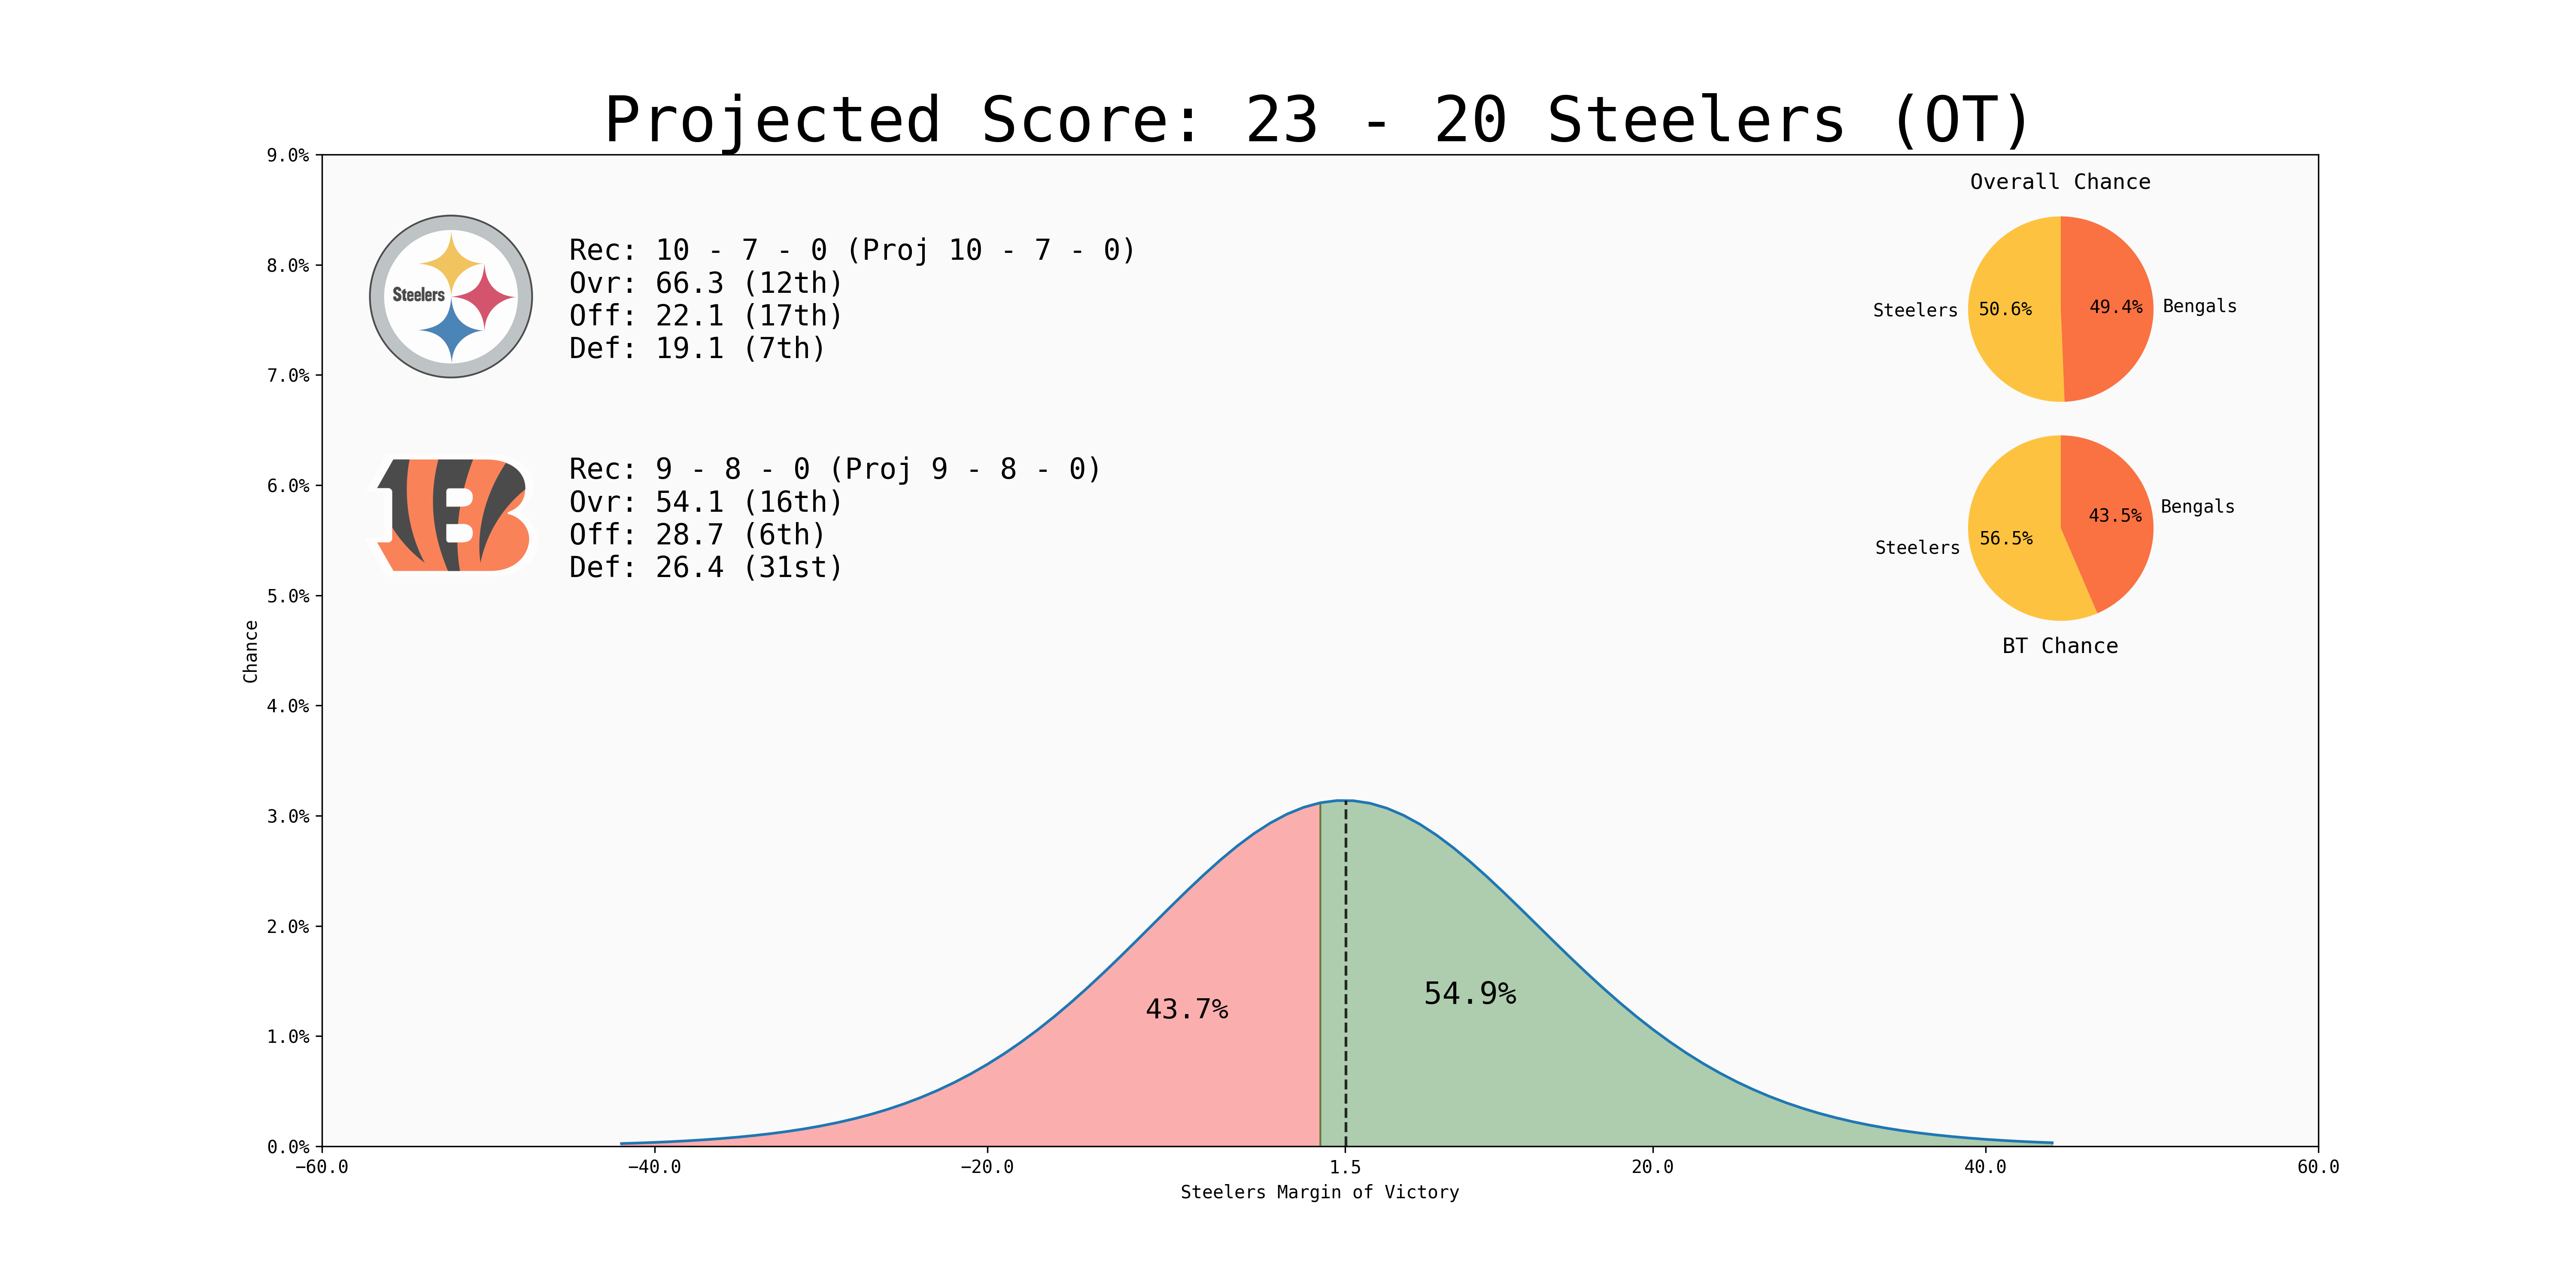 Projected Score: 23 - 20 Steelers (OT)
9.0%
8.0%
7.0%
6.0%
5.0%
4.0%
3.0%
2.0%
1.0%
0.0%
Chance
Steelers
Rec: 10 - 7 - 0 (Proj 10 - 7 - 0)
Ovr: 66.3 (12th)
Off: 22.1 (17th)
Def: 19.1 (7th)
B
Rec: 9 - 8 - 0 (Proj 9 - 8 - 0)
Ovr: 54.1 (16th)
Off: 28.7 (6th)
Def: 26.4 (31st)
Overall Chance
Steelers 50.6% 49.4% Bengals
Steelers 56.5% 43.5% Bengals
BT Chance
43.7%
54.9%
−60.0 −40.0 −20.0 1.5 20.0 40.0 60.0
Steelers Margin of Victory